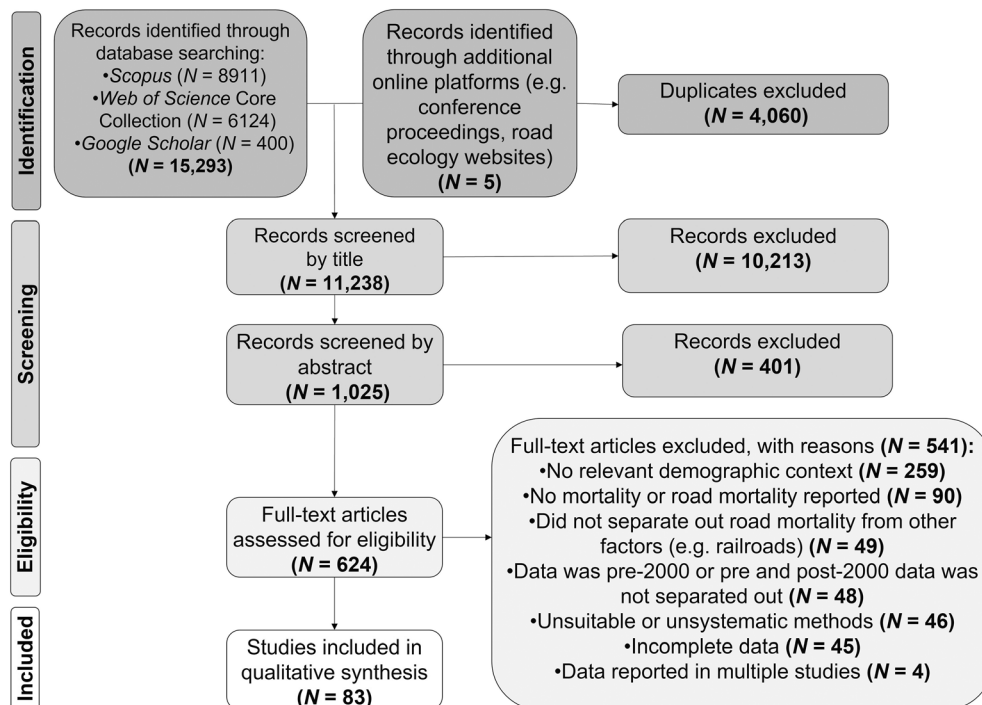 Identification
Records identified through
database searching:
•Scopus (N = 8911)
•Web of Science Core
Collection (N = 6124)
•Google Scholar (N = 400)
(N = 15,293)
Records identified
through additional
online platforms (e.g.
conference
proceedings, road
ecology websites)
(N = 5)
Duplicates excluded
(N = 4,060)
Screening
Records screened
by title
(N = 11,238)
Records excluded
(N = 10,213)
Records screened by
abstract
(N = 1,025)
Records excluded
(N = 401)
Eligibility
Full-text articles
assessed for eligibility
(N = 624)
Full-text articles excluded, with reasons (N = 541):
•No relevant demographic context (N = 259)
•No mortality or road mortality reported (N = 90)
•Did not separate out road mortality from other
factors (e.g. railroads) (N = 49)
•Data was pre-2000 or pre and post-2000 data was
not separated out (N = 48)
•Unsuitable or unsystematic methods (N = 46)
•Incomplete data (N = 45)
•Data reported in multiple studies (N = 4)
Included
Studies included in
qualitative synthesis
(N = 83)